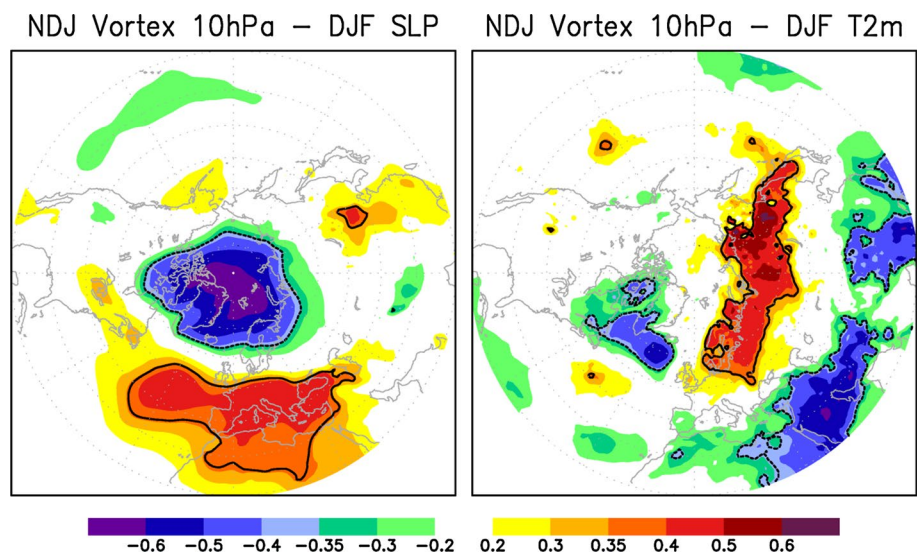 NDJ Vortex 10hPa – DJF SLP
NDJ Vortex 10hPa – DJF T2m
-0.6 -0.5 -0.4 -0.35 -0.3 -0.2
0.2 0.3 0.35 0.4 0.5 0.6